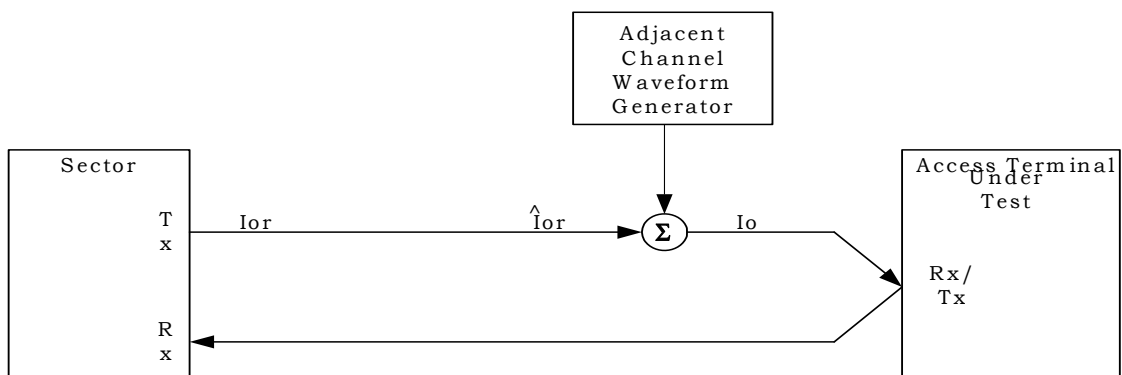 Adjacent
Channel
Waveform
Generator
Sector
Access Terminal
Under
Test
T
x
Ior
Îor
Σ
Io
Rx/
Tx
R
x